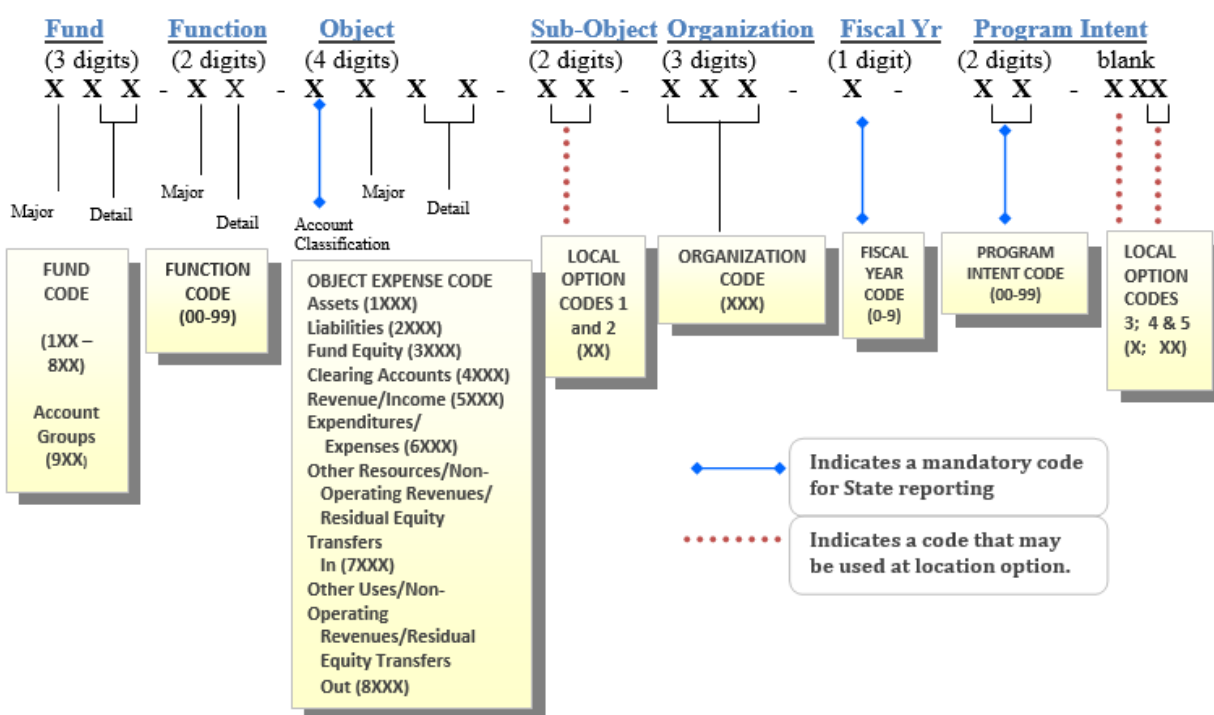 Fund Function Object Sub-Object Organization Fiscal Yr Program Intent
(3 digits) (2 digits) (4 digits) (2 digits) (3 digits) (1 digit) (2 digits) blank
X X X - X X - X X X X - X X - X X X - X - X X - X XX
Major Detail
Major
Detail
Account
Classification
Major
Detail
FUND
CODE
(1XX –
8XX)
Account
Groups
(9XX)
FUNCTION
CODE
(00-99)
OBJECT EXPENSE CODE
Assets (1XXX)
Liabilities (2XXX)
Fund Equity (3XXX)
Clearing Accounts (4XXX)
Revenue/Income (5XXX)
Expenditures/
Expenses (6XXX)
Other Resources/Non-
Operating Revenues/
Residual Equity
Transfers
In (7XXX)
Other Uses/Non-
Operating
Revenues/Residual
Equity Transfers
Out (8XXX)
LOCAL
OPTION
CODES 1
and 2
(XX)
ORGANIZATION
CODE
(XXX)
FISCAL
YEAR
CODE
(0-9)
PROGRAM
INTENT CODE
(00-99)
LOCAL
OPTION
CODES
3; 4 & 5
(X; XX)
Indicates a mandatory code
for State reporting
Indicates a code that may
be used at location option.